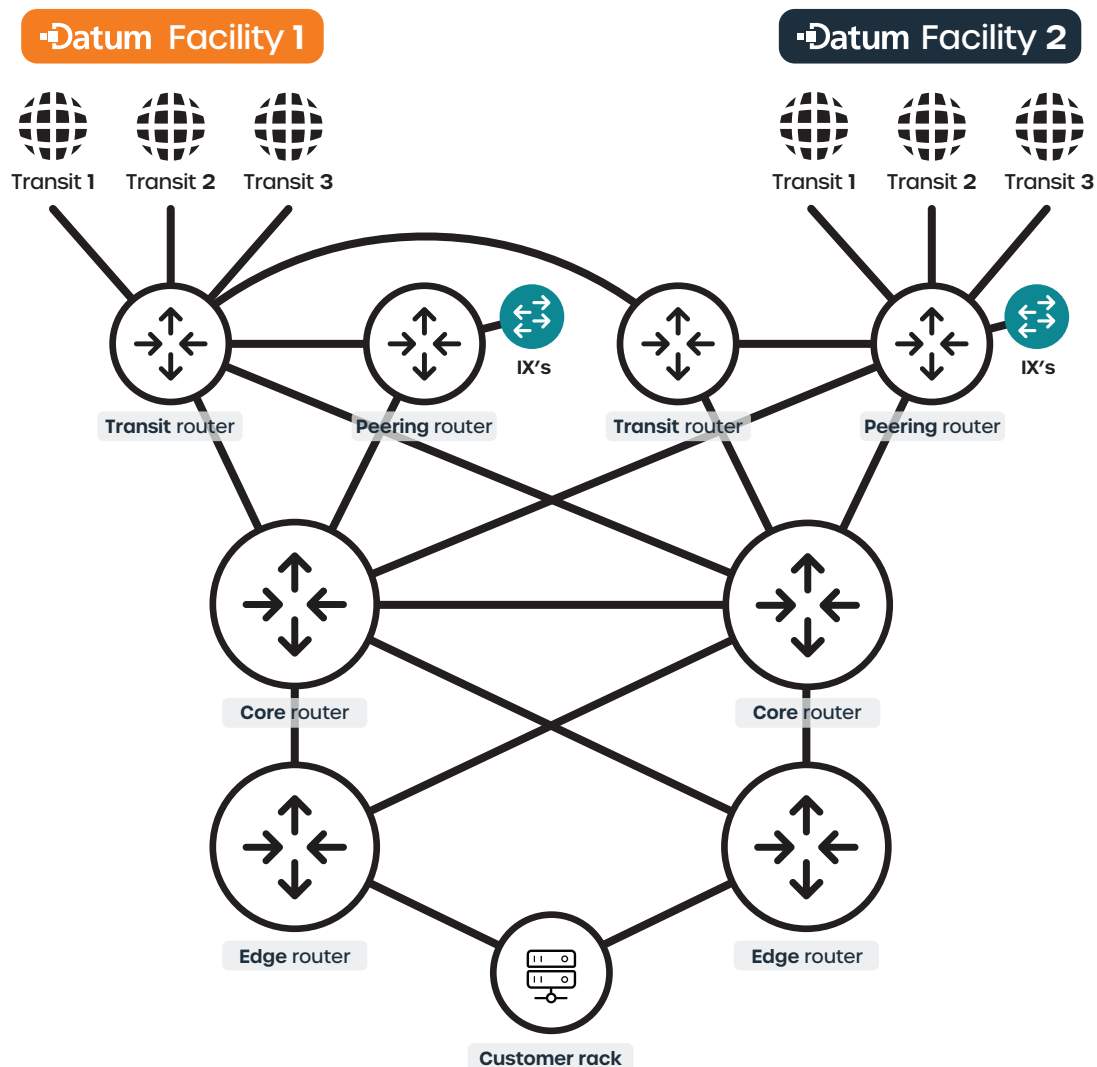 Datum Facility 1
Datum Facility 2
Transit 1
Transit 2
Transit 3
Transit 1
Transit 2
Transit 3
IX’s
IX’s
Transit router
Peering router
Transit router
Peering router
Core router
Core router
Edge router
Edge router
Customer rack